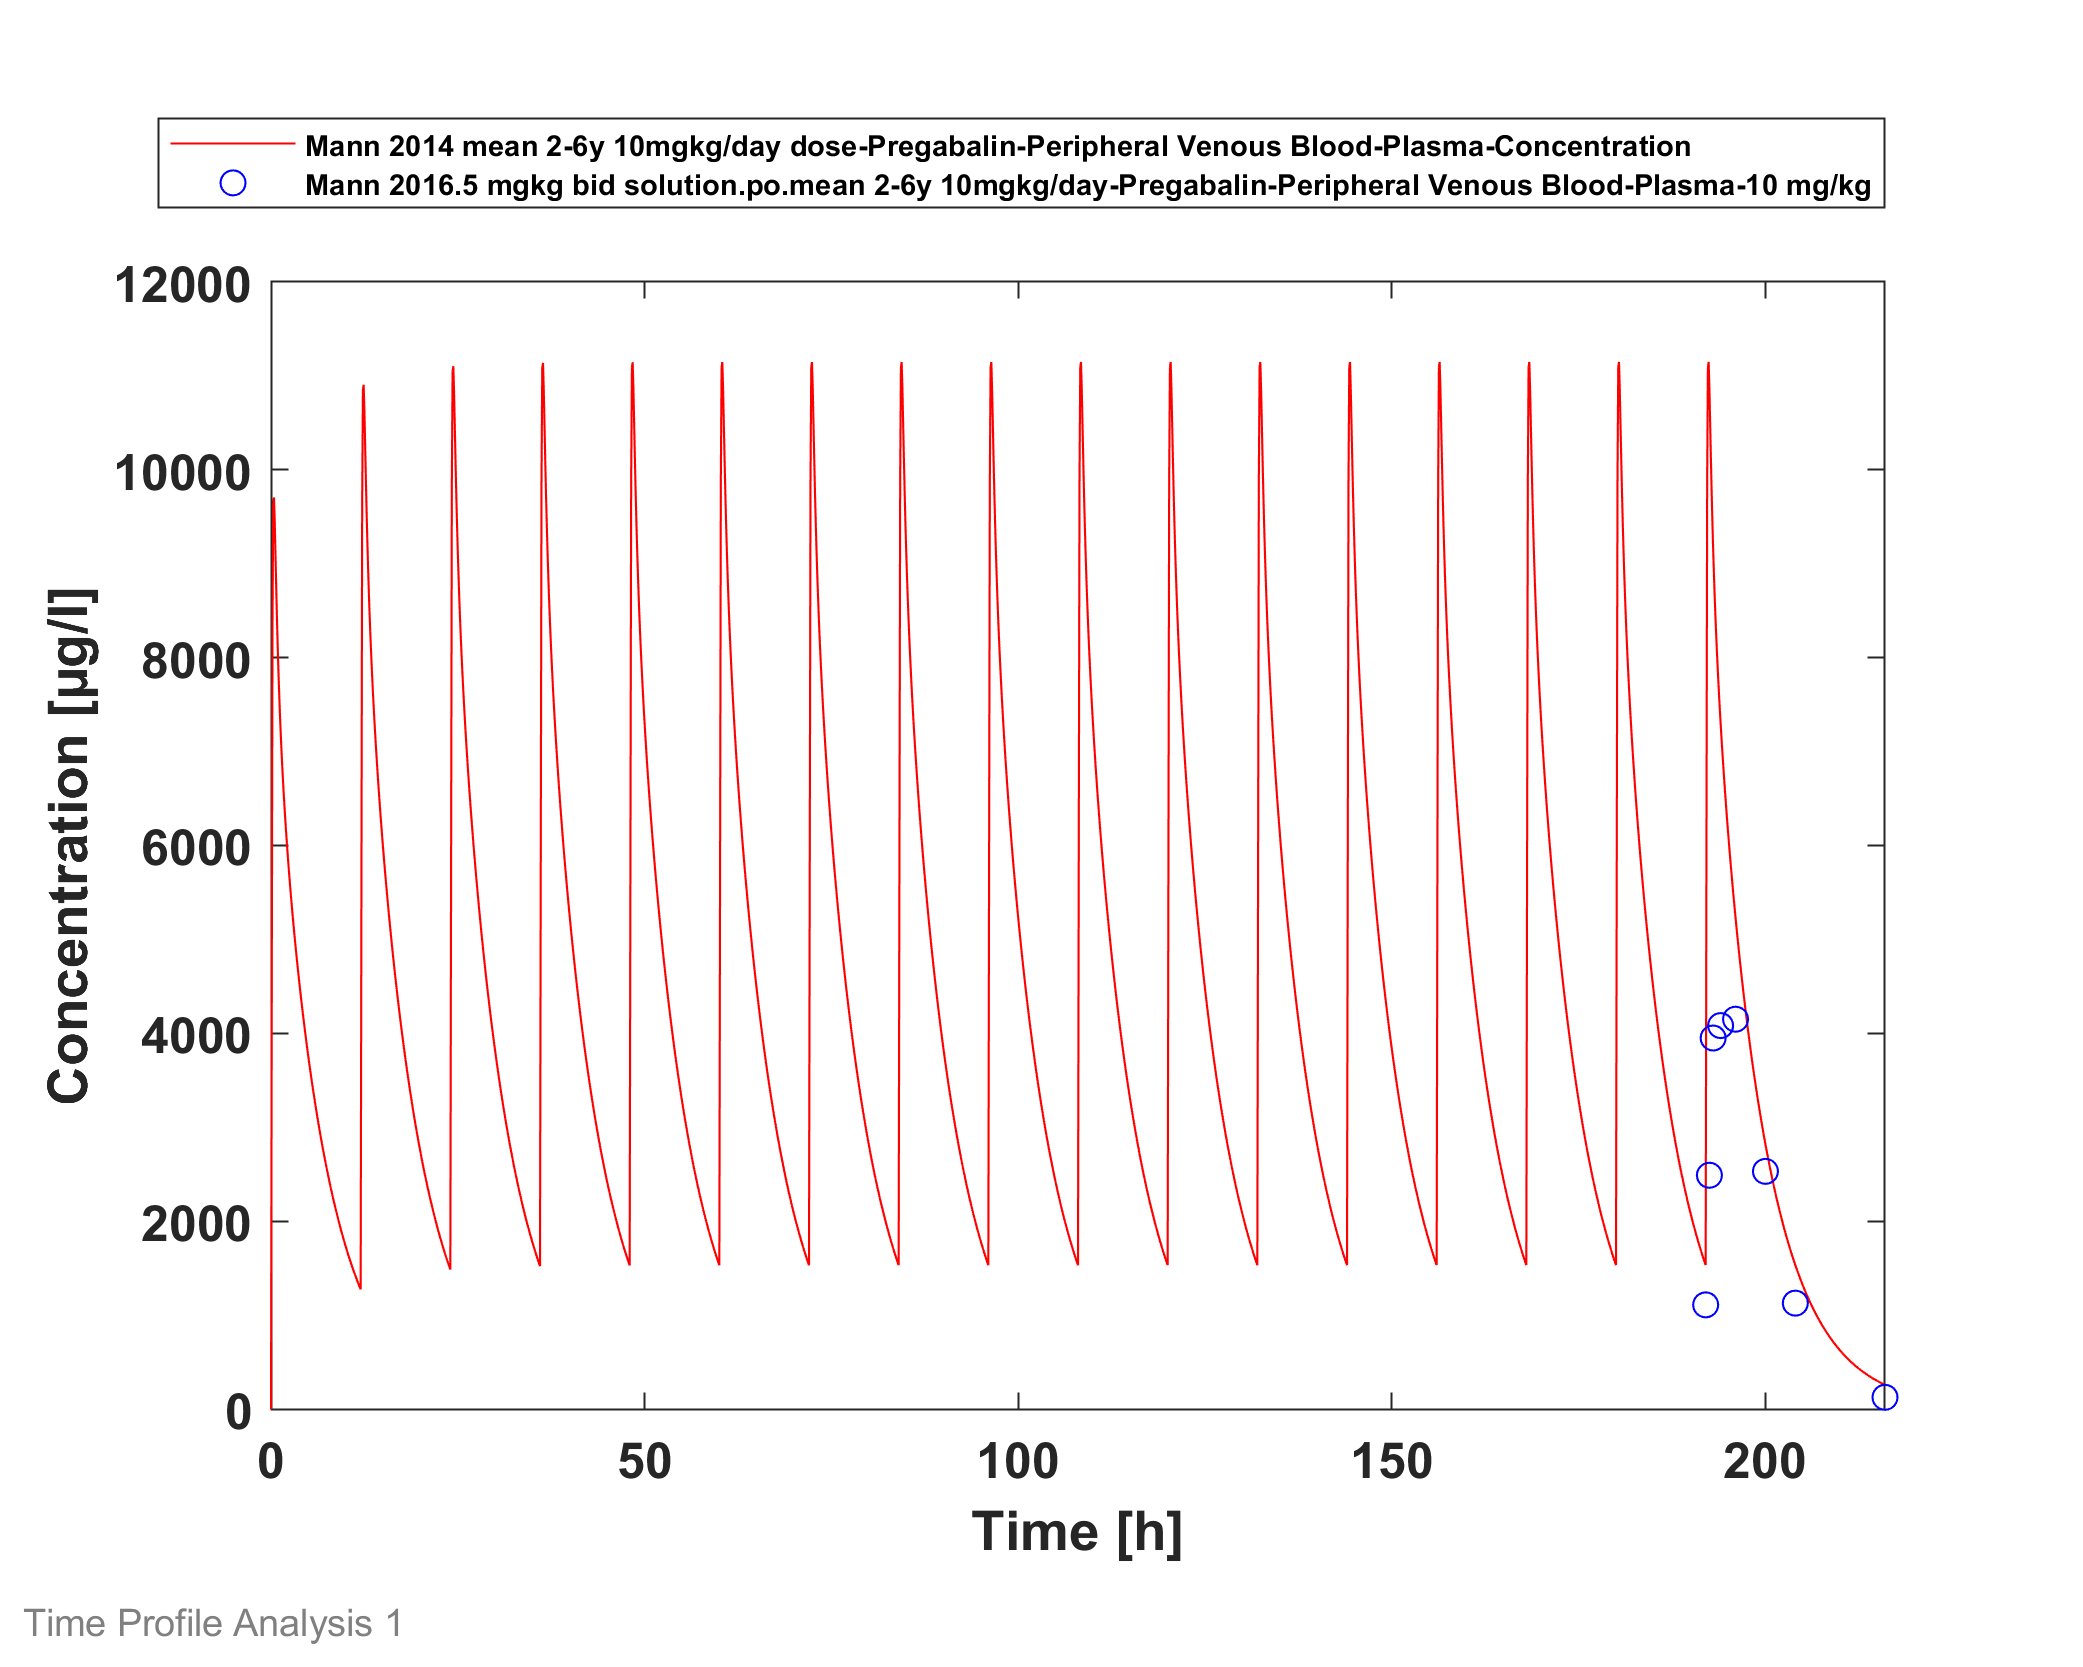 Mann 2014 mean 2-6y 10mgkg/day dose-Pregabalin-Peripheral Venous Blood-Plasma-Concentration
Mann 2016.5 mgkg bid solution.po.mean 2-6y 10mgkg/day-Pregabalin-Peripheral Venous Blood-Plasma-10 mg/kg
12000
10000
8000
6000
4000
2000
0
Concentration [µg/l]
0 50 100 150 200
Time [h]
Time Profile Analysis 1